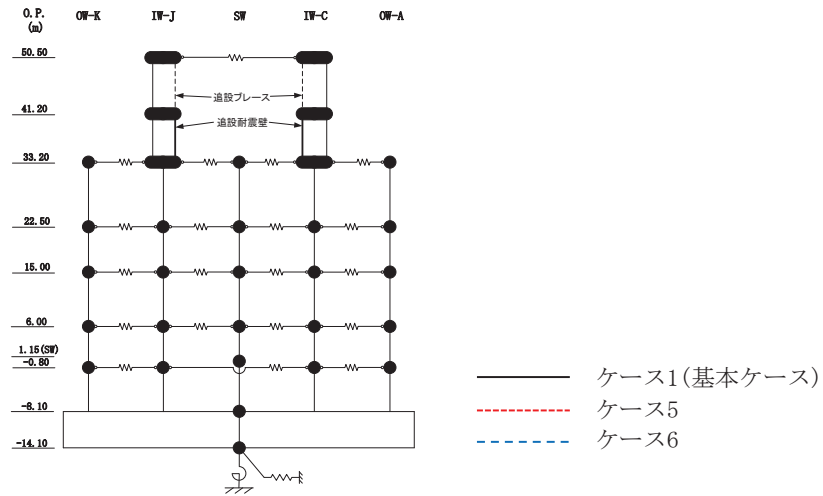 O.P.
(m)
OW-K IW-J SW IW-C OW-A
50.50
追設ブレース
41.20
追設耐震壁
33.20
22.50
15.00
6.00
1.15(SW)
-0.80
-8.10
-14.10
ケース1(基本ケース)
ケース5
ケース6